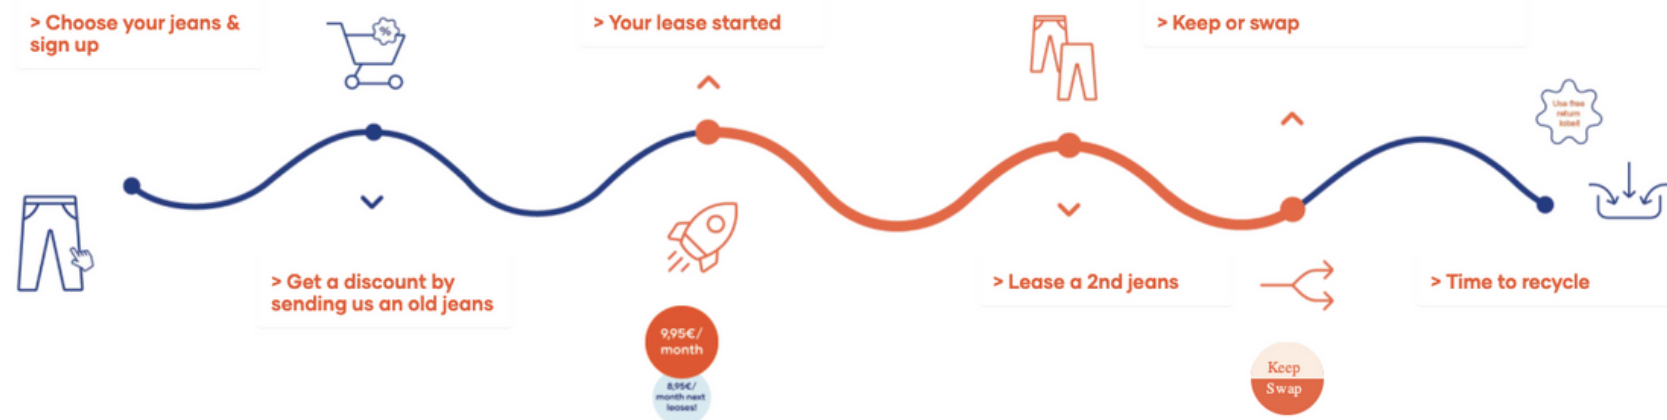 > Choose your jeans &
sign up
%
> Your lease started
> Keep or swap
Use free
return
label!
> Get a discount by
sending us an old jeans
> Lease a 2nd jeans
> Time to recycle
9,95€/
month
8,95€/
month next
leases!
Keep
Swap